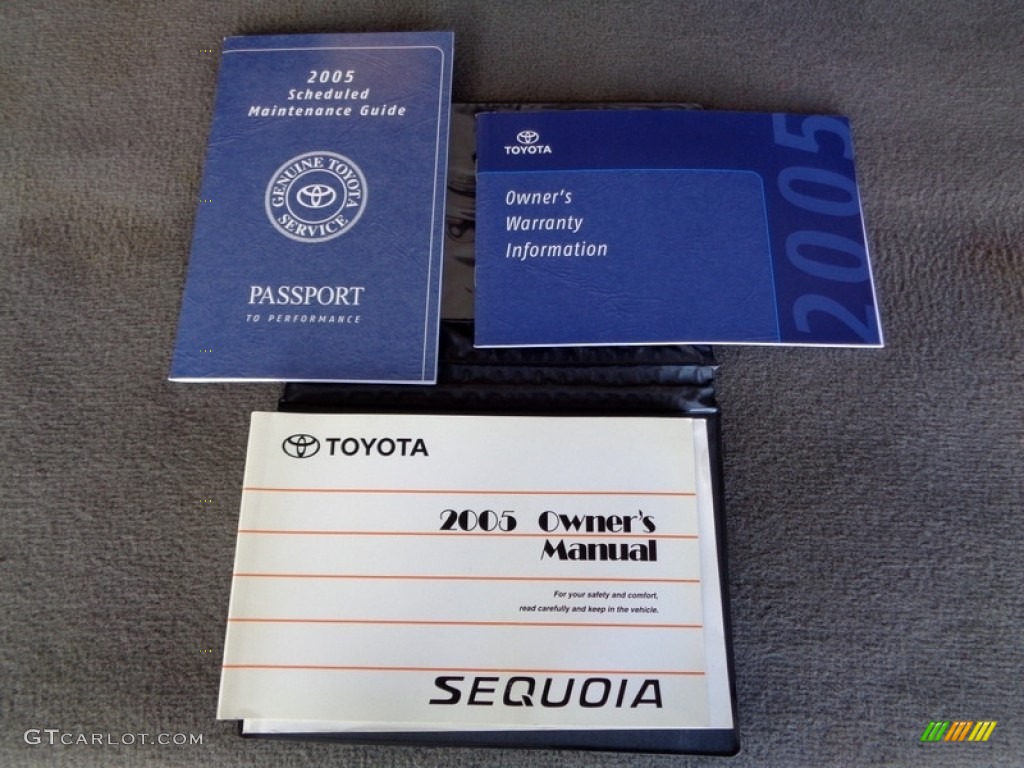 2005
Scheduled
Maintenance Guide
GENUINE TOYOTA
SERVICE
PASSPORT
TO PERFORMANCE
TOYOTA
Owner's
Warranty
Information
2005
TOYOTA
2005 Owner's
Manual
For your safety and comfort,
read carefully and keep in the vehicle.
SEQUOIA
GTCARLOT.COM